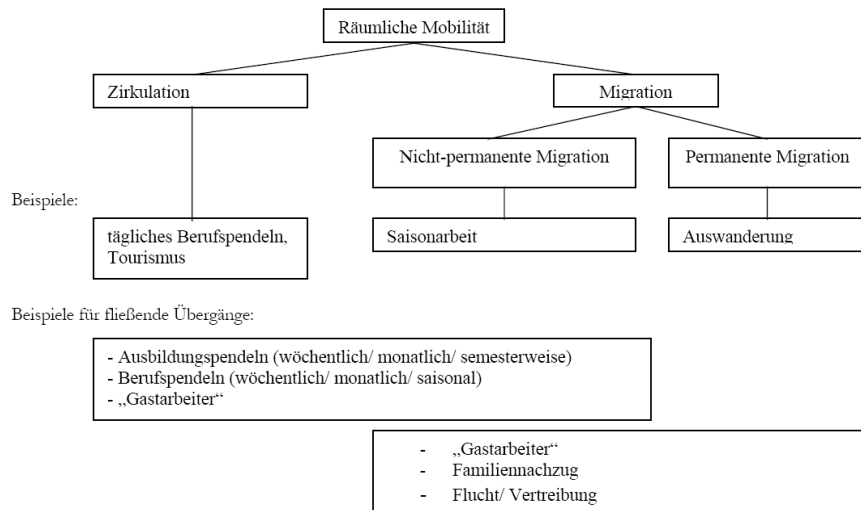 Räumliche Mobilität
Zirkulation
Migration
Nicht-permanente Migration
Permanente Migration
Beispiele:
tägliches Berufspendeln,
Tourismus
Saisonarbeit
Auswanderung
Beispiele für fließende Übergänge:
- Ausbildungspendeln (wöchentlich/ monatlich/ semesterweise)
- Berufspendeln (wöchentlich/ monatlich/ saisonal)
- „Gastarbeiter“
- „Gastarbeiter“
- Familiennachzug
- Flucht/ Vertreibung